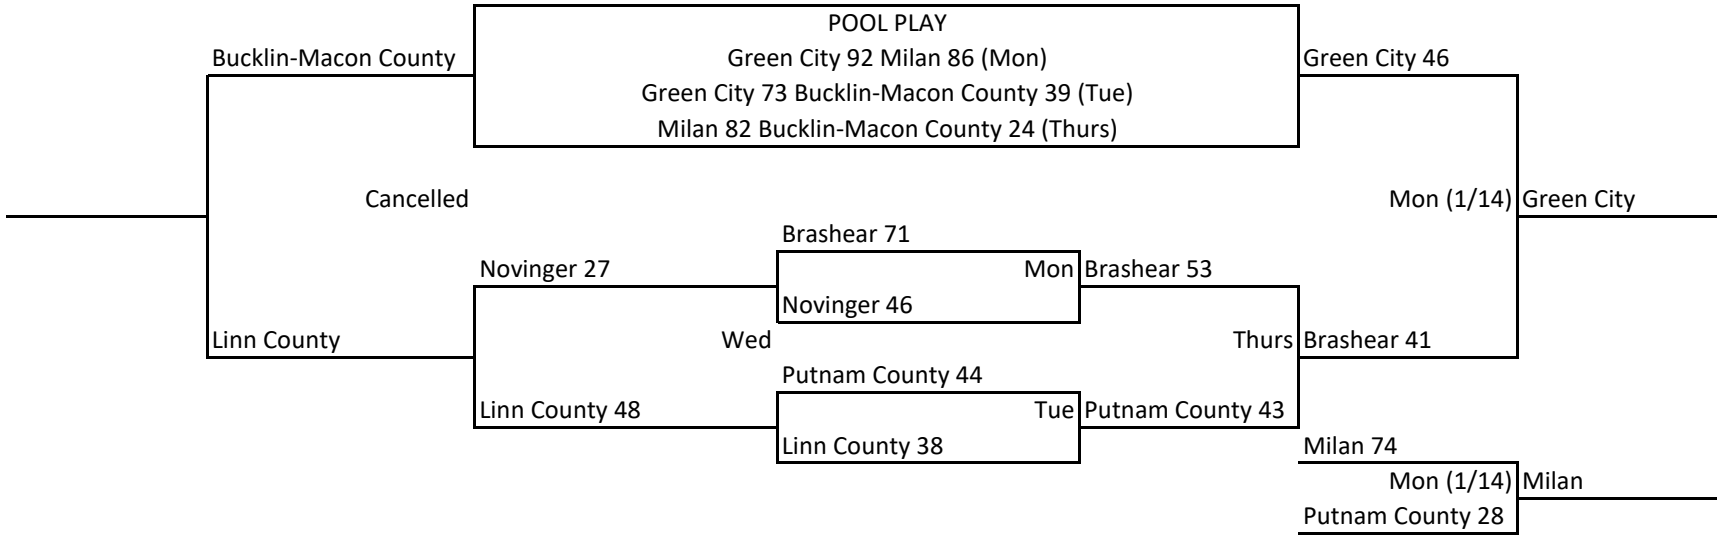 POOL PLAY
Bucklin-Macon County
Green City 92 Milan 86 (Mon)
Green City 46
Green City 73 Bucklin-Macon County 39 (Tue)
Milan 82 Bucklin-Macon County 24 (Thurs)
Cancelled
Mon (1/14)
Green City
Brashear 71
Novinger 27
Mon
Brashear 53
Novinger 46
Linn County
Wed
Thurs
Brashear 41
Putnam County 44
Linn County 48
Tue
Putnam County 43
Linn County 38
Milan 74
Mon (1/14)
Milan
Putnam County 28